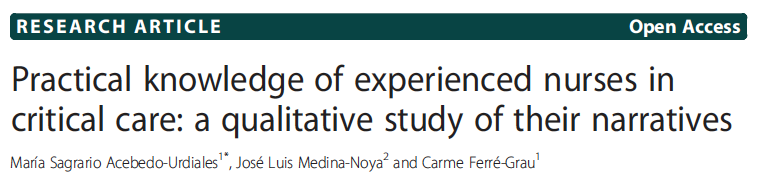 RESEARCH ARTICLE Open Access
Practical knowledge of experienced nurses in
critical care: a qualitative study of their narratives
María Sagrario Acebedo-Urdiales1*, José Luis Medina-Noya2 and Carme Ferré-Grau1